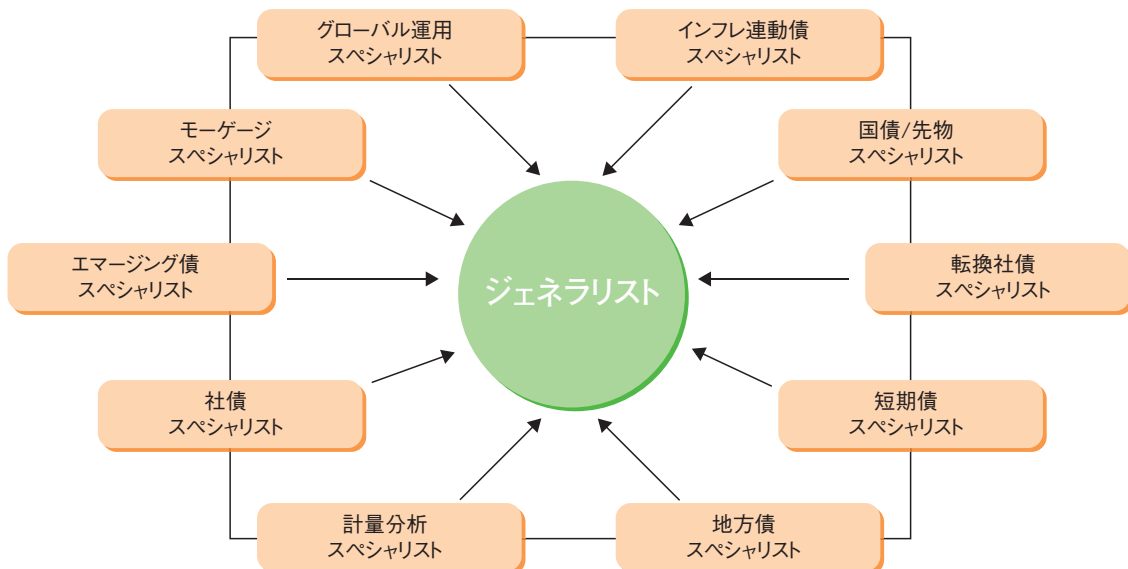 グローバル運用
スペシャリスト
インフレ連動債
スペシャリスト
モーゲージ
スペシャリスト
国債/先物
スペシャリスト
エマージング債
スペシャリスト
ジェネラリスト
転換社債
スペシャリスト
社債
スペシャリスト
短期債
スペシャリスト
計量分析
スペシャリスト
地方債
スペシャリスト